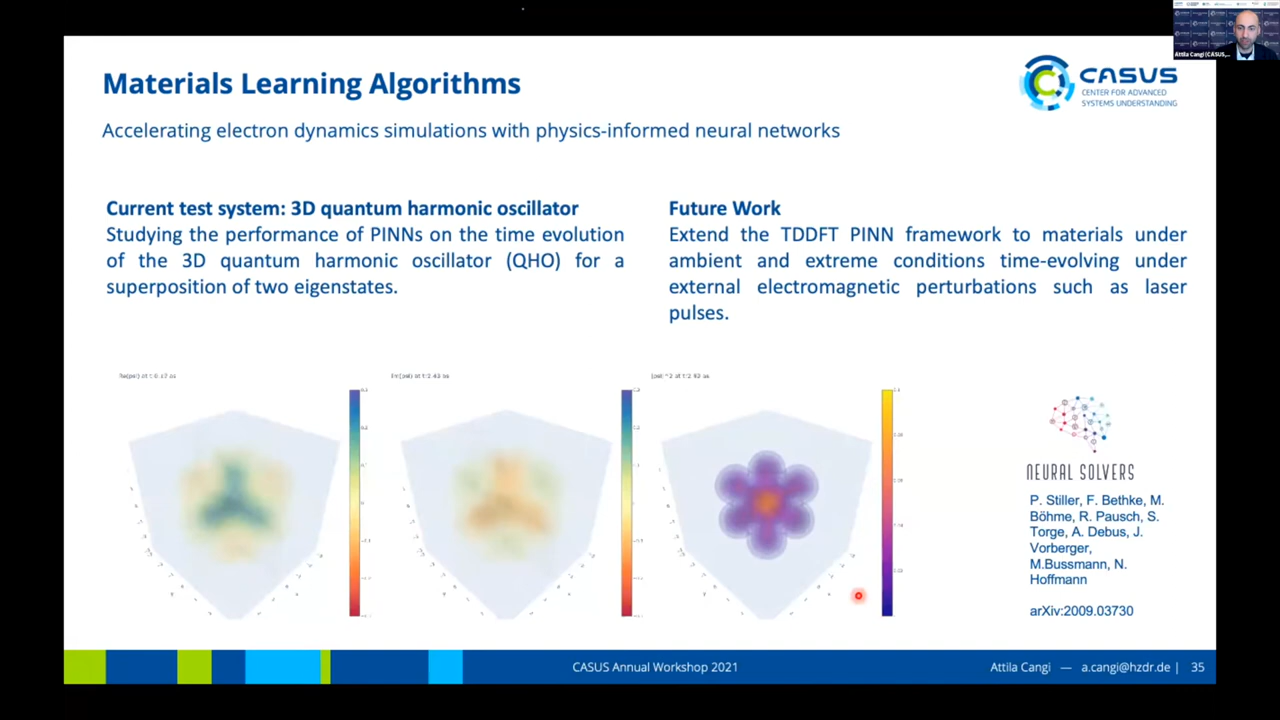 Attila Cangi (CASUS,...
Materials Learning Algorithms
CASUS
CENTER FOR ADVANCED
SYSTEMS UNDERSTANDING
Accelerating electron dynamics simulations with physics-informed neural networks
Current test system: 3D quantum harmonic oscillator
Studying the performance of PINNs on the time evolution
of the 3D quantum harmonic oscillator (QHO) for a
superposition of two eigenstates.
Future Work
Extend the TDDFT PINN framework to materials under
ambient and extreme conditions time-evolving under
external electromagnetic perturbations such as laser
pulses.
NEURAL SOLVERS
P. Stiller, F. Bethke, M.
Böhme, R. Pausch, S.
Torge, A. Debus, J.
Vorberger,
M.Bussmann, N.
Hoffmann
arXiv:2009.03730
CASUS Annual Workshop 2021
Attila Cangi — a.cangi@hzdr.de | 35